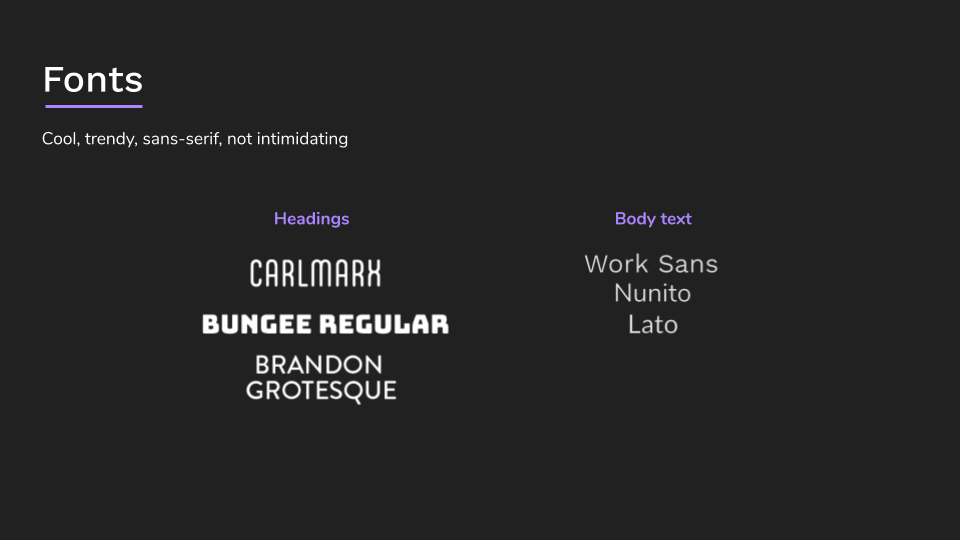 Fonts
Cool, trendy, sans-serif, not intimidating
Headings
CARLMARX
BUNGEE REGULAR
BRANDON
GROTESQUE
Body text
Work Sans
Nunito
Lato